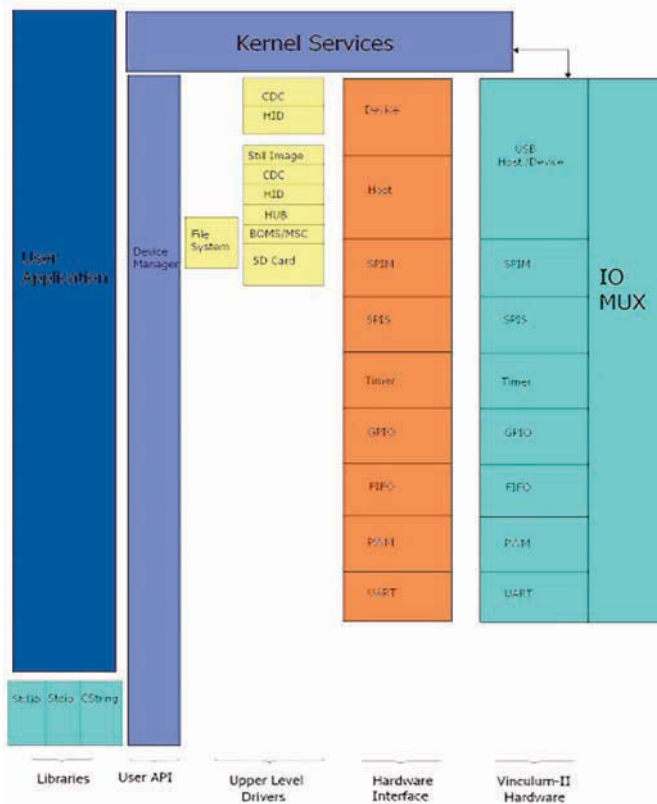 Kernel Services
User
Application
Device
Manager
File
System
CDC
HID
Still Image
CDC
HID
HUB
BOMS/MSC
SD Card
Device
Host
SPIM
SPIS
Timer
GPIO
FIFO
PWM
UART
USB
Host/Device
SPIM
SPIS
Timer
GPIO
FIFO
PWM
UART
IO
MUX
Stdlib Stdio CString
Libraries
User API
Upper Level
Drivers
Hardware
Interface
Vinculum-II
Hardware